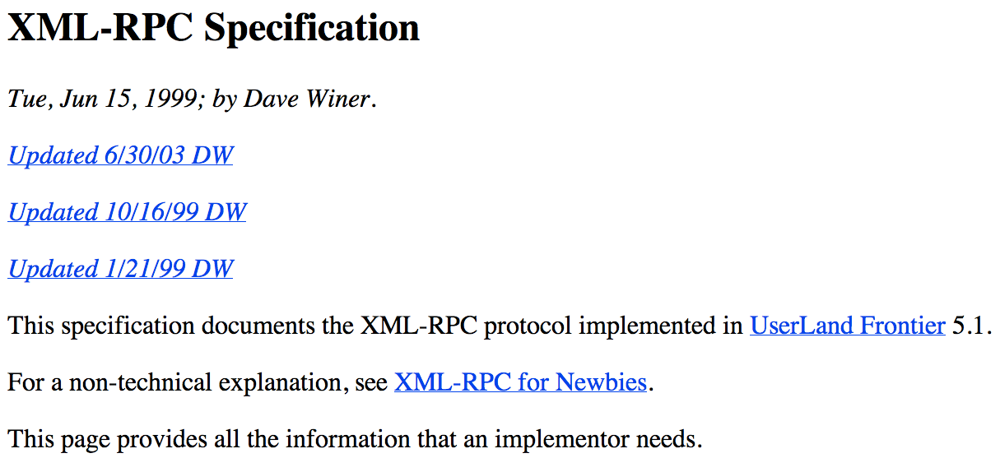 XML-RPC Specification
Tue, Jun 15, 1999; by Dave Winer.
Updated 6/30/03 DW
Updated 10/16/99 DW
Updated 1/21/99 DW
This specification documents the XML-RPC protocol implemented in UserLand Frontier 5.1.
For a non-technical explanation, see XML-RPC for Newbies.
This page provides all the information that an implementor needs.